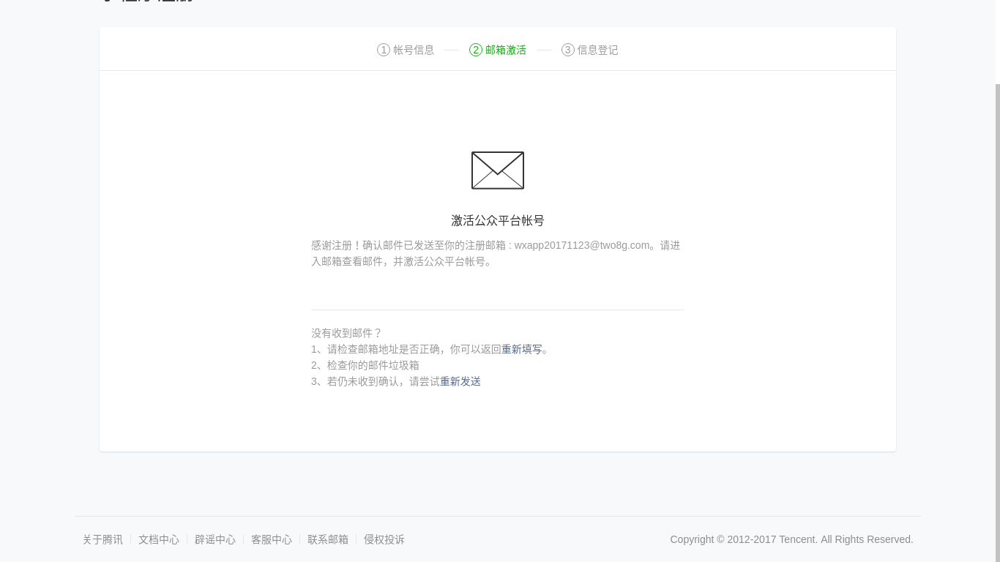 1 帐号信息 2 邮箱激活 3 信息登记
激活公众平台帐号
感谢注册！确认邮件已发送至你的注册邮箱 : wxapp20171123@two8g.com。请进
入邮箱查看邮件，并激活公众平台帐号。
没有收到邮件？
1、请检查邮箱地址是否正确，你可以返回重新填写。
2、检查你的邮件垃圾箱
3、若仍未收到确认，请尝试重新发送
关于腾讯 文档中心 辟谣中心 客服中心 联系邮箱 侵权投诉 Copyright © 2012-2017 Tencent. All Rights Reserved.